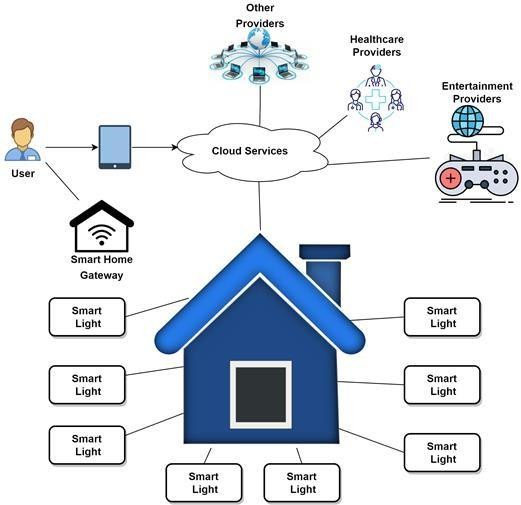 Other
Providers
Healthcare
Providers
Entertainment
Providers
Cloud Services
User
Smart Home
Gateway
Smart
Light
Smart
Light
Smart
Light
Smart
Light
Smart
Light
Smart
Light
Smart
Light
Smart
Light